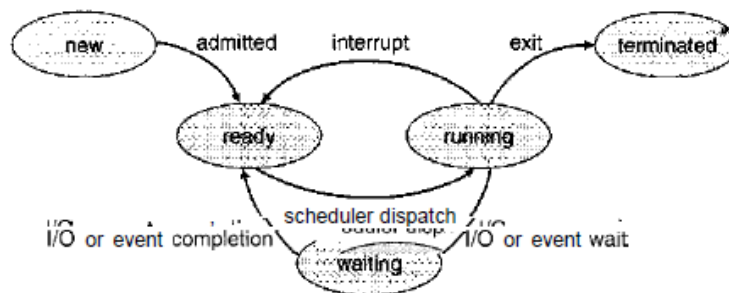 new
admitted
interrupt
exit
terminated
ready
running
scheduler dispatch
I/O or event completion
I/O or event wait
waiting